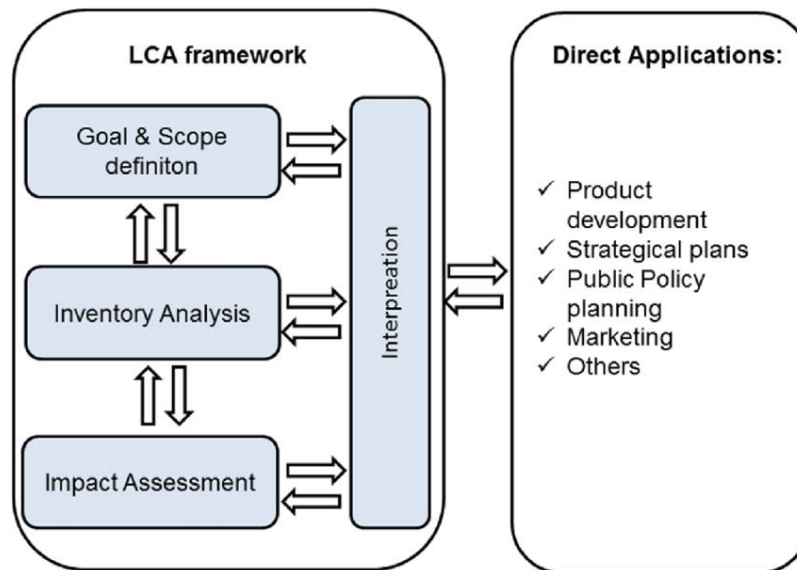 LCA framework
Goal & Scope
definiton
Inventory Analysis
Impact Assessment
Interpreation
Direct Applications:
✓ Product
development
✓ Strategical plans
✓ Public Policy
planning
✓ Marketing
✓ Others